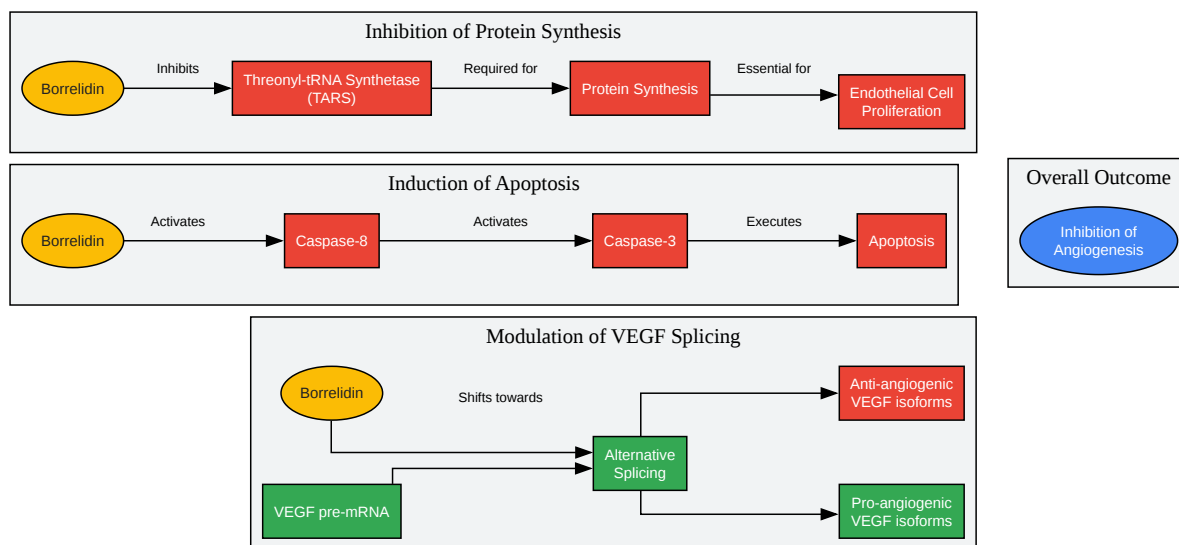 Inhibition of Protein Synthesis
Borrelidin
Inhibits
Threonyl-tRNA Synthetase
(TARS)
Required for
Protein Synthesis
Essential for
Endothelial Cell
Proliferation
Induction of Apoptosis
Borrelidin
Activates
Caspase-8
Activates
Caspase-3
Executes
Apoptosis
Overall Outcome
Inhibition of
Angiogenesis
Modulation of VEGF Splicing
Borrelidin
Shifts towards
Anti-angiogenic
VEGF isoforms
Alternative
Splicing
VEGF pre-mRNA
Pro-angiogenic
VEGF isoforms